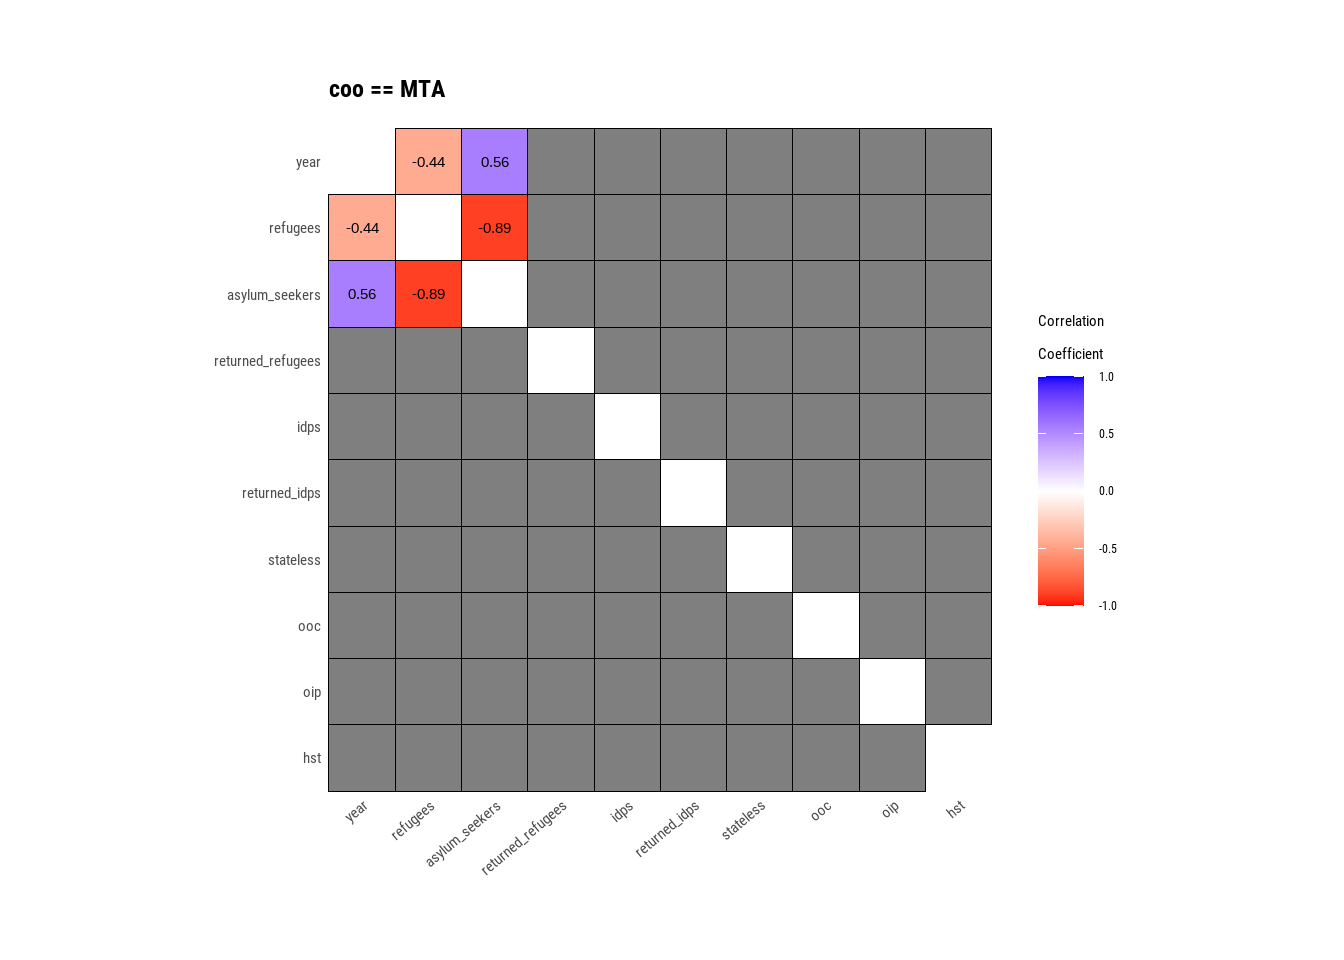 coo == MTA
year
-0.44
0.56
refugees
-0.44
-0.89
asylum_seekers
0.56
-0.89
returned_refugees
idps
returned_idps
stateless
ooc
oip
hst
year
refugees
asylum_seekers
returned_refugees
idps
returned_idps
stateless
ooc
oip
hst
Correlation
Coefficient
1.0
0.5
0.0
-0.5
-1.0